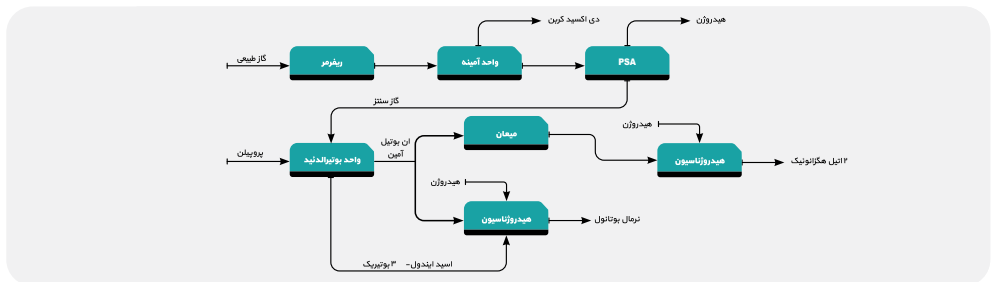 دی اکسید کربن
هیدروژن
گاز طبیعی
ریفرمر
واحد آمینه
PSA
گاز سنتز
پروپیلن
واحد بوتیرالدئید
ان بوتیل
آمین
میعان
هیدروژن
هیدروژناسیون
۲ اتیل هگزانوئیک
هیدروژن
هیدروژناسیون
نرمال بوتانول
اسید ایندول- ۳ بوتیریک